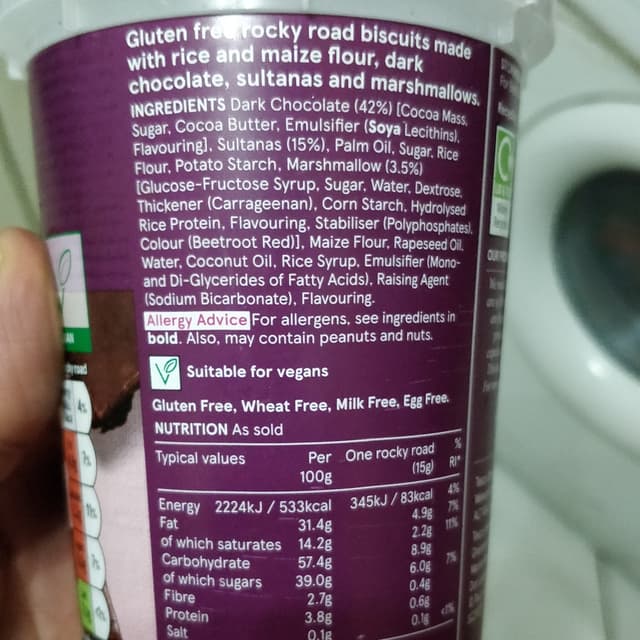 Gluten free rocky road biscuits made
with rice and maize flour, dark
chocolate, sultanas and marshmallows.
INGREDIENTS Dark Chocolate (42%) [Cocoa Mass,
Sugar, Cocoa Butter, Emulsifier (Soya Lecithins),
Flavouring], Sultanas (15%), Palm Oil, Sugar, Rice
Flour, Potato Starch, Marshmallow (3.5%)
[Glucose-Fructose Syrup, Sugar, Water, Dextrose,
Thickener (Carrageenan), Corn Starch, Hydrolysed
Rice Protein, Flavouring, Stabiliser (Polyphosphates),
Colour (Beetroot Red)], Maize Flour, Rapeseed Oil,
Water, Coconut Oil, Rice Syrup, Emulsifier (Mono-
and Di-Glycerides of Fatty Acids), Raising Agent
(Sodium Bicarbonate), Flavouring.
Allergy Advice For allergens, see ingredients in
bold. Also, may contain peanuts and nuts.
Suitable for vegans
Gluten Free, Wheat Free, Milk Free, Egg Free.
NUTRITION As sold
Typical values Per 100g One rocky road (15g) % RI*
Energy 2224kJ / 533kcal 345kJ / 83kcal 4%
Fat 31.4g 4.9g 7%
of which saturates 14.2g 2.2g 11%
Carbohydrate 57.4g 8.9g
of which sugars 39.0g 6.0g 7%
Fibre 2.7g 0.4g
Protein 3.8g 0.6g
Salt 0.1g 0.1g <1%